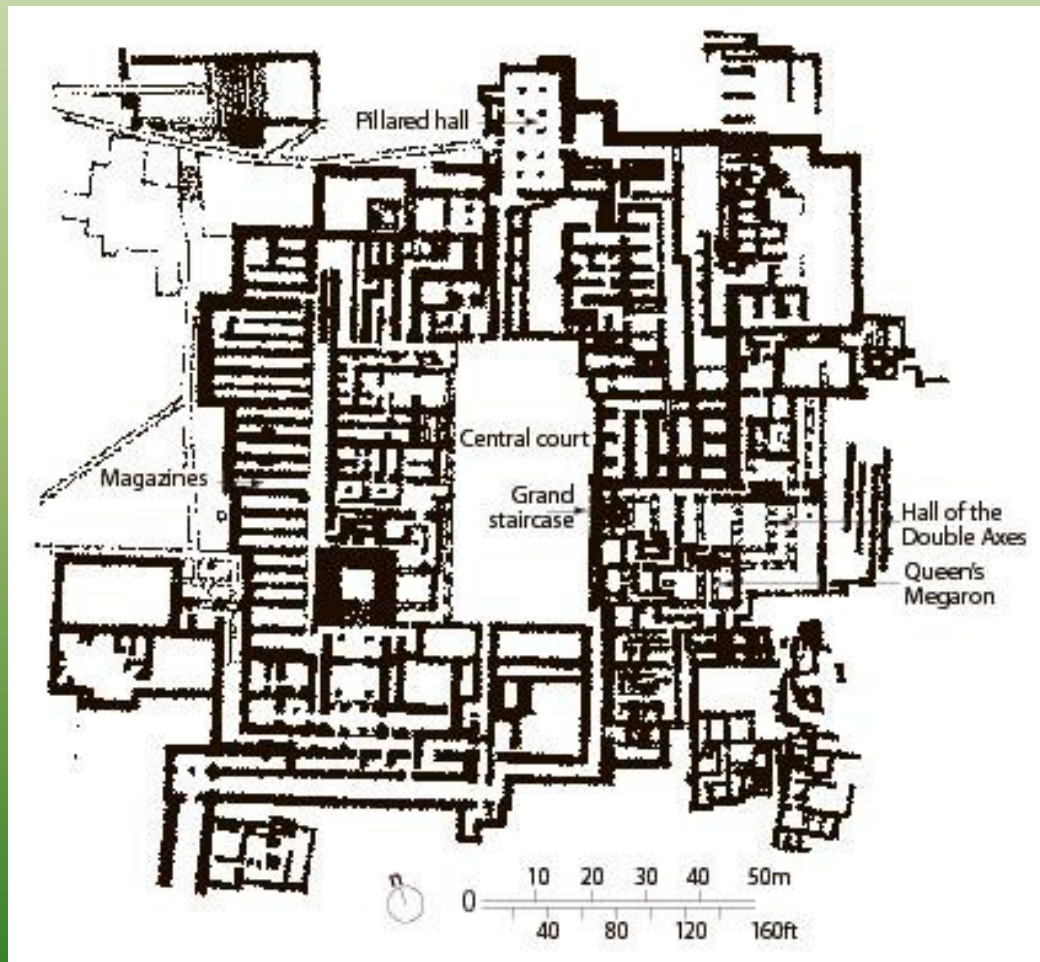 Pillared hall
Central court
Magazines
Grand
staircase
Hall of the
Double Axes
Queen's
Megaron
n
0
10 20 30 40 50m
40 80 120 160ft